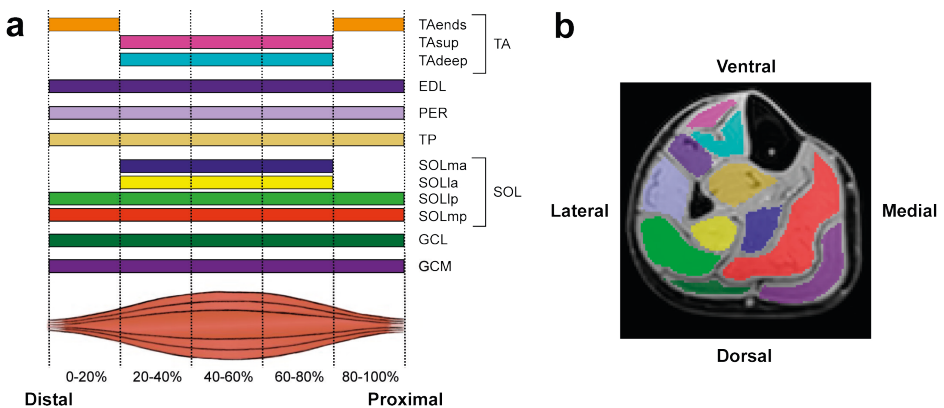 a
TAends
TAsup
TA
TAdeep
EDL
PER
TP
SOLma
SOLla
SOL
SOLlp
SOLmp
GCL
GCM
0-20%
20-40%
40-60%
60-80%
80-100%
Distal
Proximal
b
Ventral
*
Lateral
Medial
Dorsal